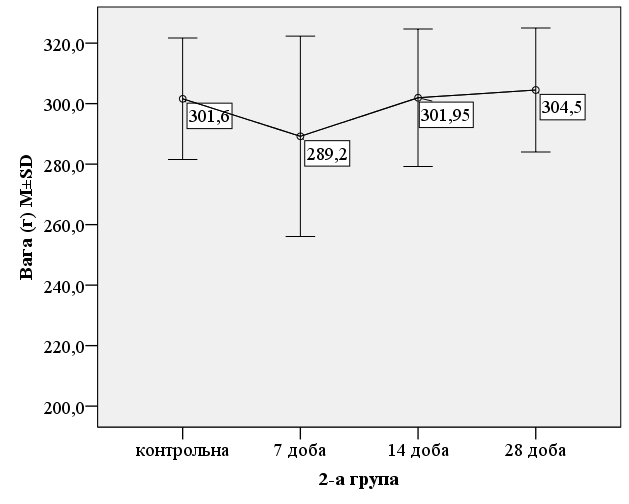 Вага (г) M±SD
320,0
300,0
280,0
260,0
240,0
220,0
200,0
301,6
289,2
301,95
304,5
контрольна
7 доба
14 доба
28 доба
2-а група